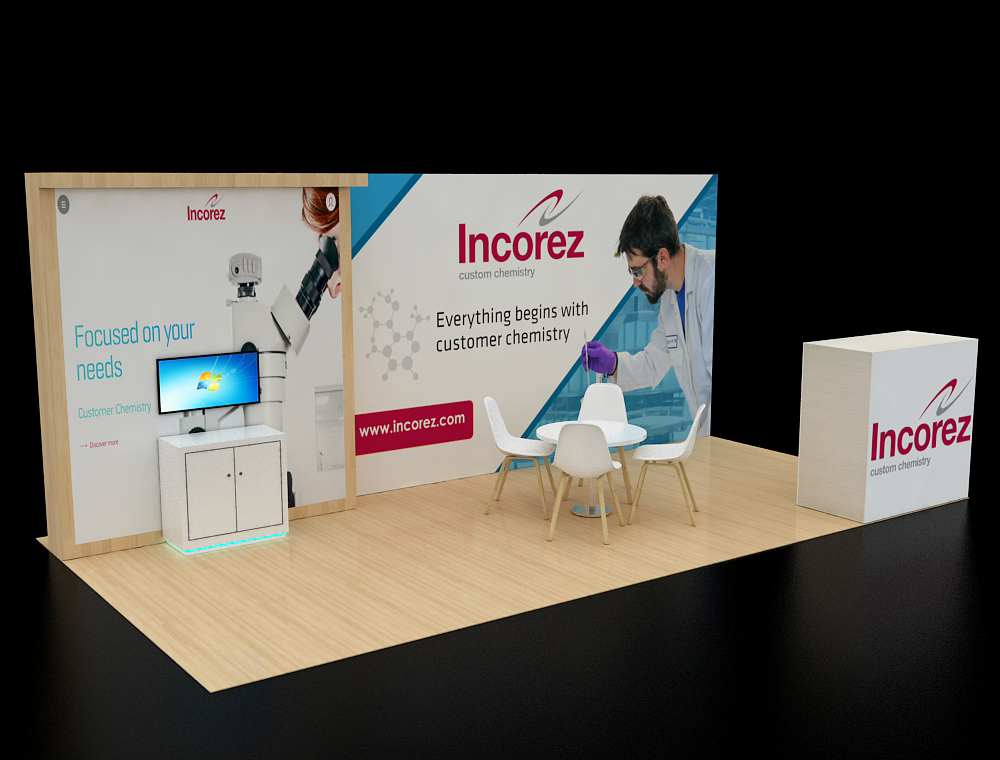 Incorez
Focused on your
needs
Customer Chemistry
Discover more
Incorez
custom chemistry
Everything begins with
customer chemistry
www.incorez.com
Incorez
custom chemistry